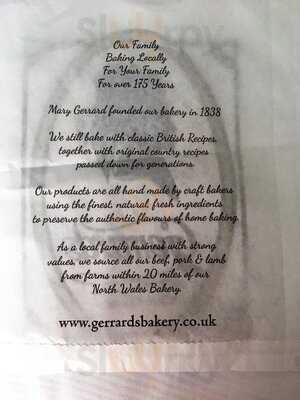 Our Family
Baking Locally
For Your Family
For over 175 Years
Mary Gerrard founded our bakery in 1838
We still bake with classic British Recipes,
together with original country recipes
passed down for generations.
Our products are all hand made by craft bakers
using the finest, natural, fresh ingredients
to preserve the authentic flavours of home baking.
As a local family business with strong
values, we source all our beef, pork & lamb
from farms within 20 miles of our
North Wales Bakery.
www.gerrardsbakery.co.uk